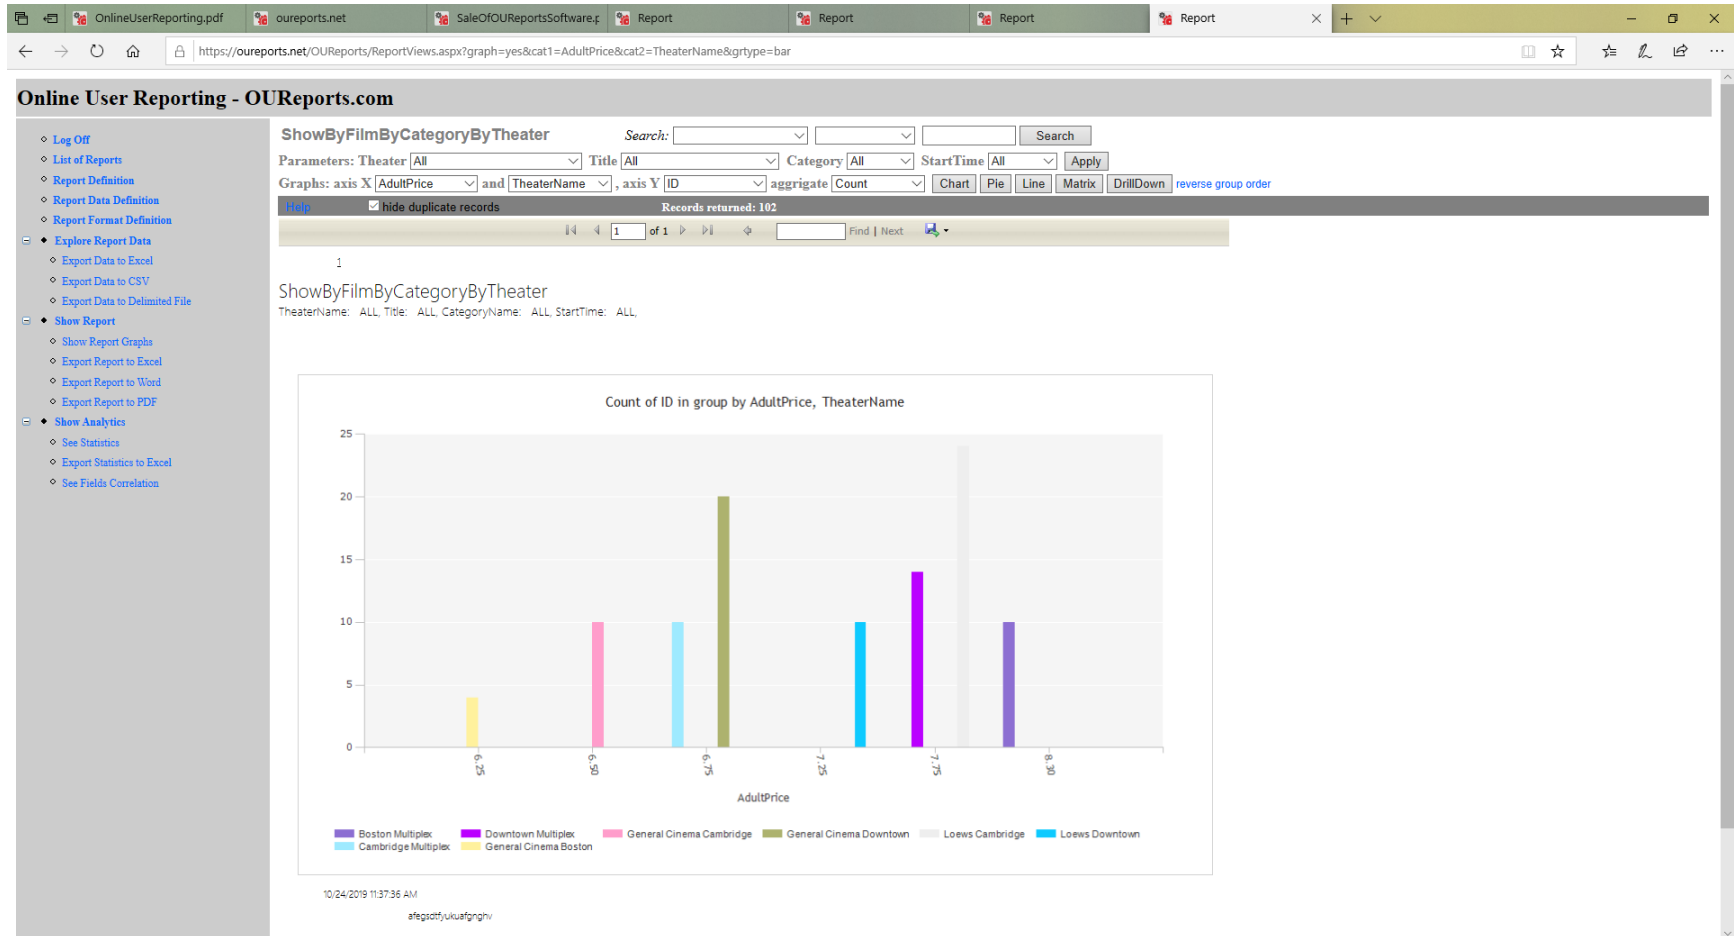 OnlineUserReporting.pdf
oureports.net
SaleOfOUReportsSoftware.p
Report
Report
Report
Report
https://oureports.net/OUReports/ReportViews.aspx?graph=yes&cat1=AdultPrice&cat2=TheaterName&grtype=bar
Online User Reporting - OUReports.com
Log Off
List of Reports
Report Definition
Report Data Definition
Report Format Definition
Explore Report Data
Export Data to Excel
Export Data to CSV
Export Data to Delimited File
Show Report
Show Report Graphs
Export Report to Excel
Export Report to Word
Export Report to PDF
Show Analytics
See Statistics
Export Statistics to Excel
See Fields Correlation
ShowByFilmByCategoryByTheater Search: Search
Parameters: Theater All Title All Category All StartTime All Apply
Graphs: axis X AdultPrice and TheaterName , axis Y ID aggrigate Count Chart Pie Line Matrix DrillDown reverse group order
Help hide duplicate records Records returned: 102
1 of 1 Find | Next
1
ShowByFilmByCategoryByTheater
TheaterName: ALL, Title: ALL, CategoryName: ALL, StartTime: ALL,
Count of ID in group by AdultPrice, TheaterName
25
20
15
10
5
0
6.25 6.50 6.75 7.25 7.75 8.30
AdultPrice
Boston Multiplex Downtown Multiplex General Cinema Cambridge General Cinema Downtown Loews Cambridge Loews Downtown
Cambridge Multiplex General Cinema Boston
10/24/2019 11:37:36 AM
afegsdtfyukuafgnghv